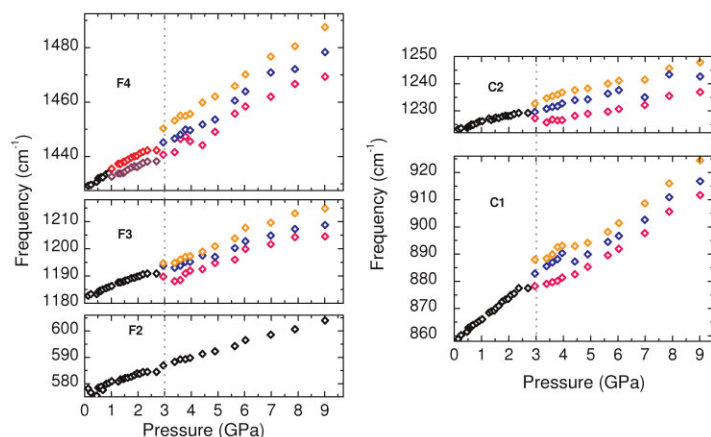 1480
1460
1440
F4
1210
1200
1190
1180
F3
600
590
580
F2
0 1 2 3 4 5 6 7 8 9
Pressure (GPa)
Frequency (cm⁻¹)
1250
1240
1230
C2
920
910
900
890
880
870
860
C1
0 1 2 3 4 5 6 7 8 9
Pressure (GPa)
Frequency (cm⁻¹)